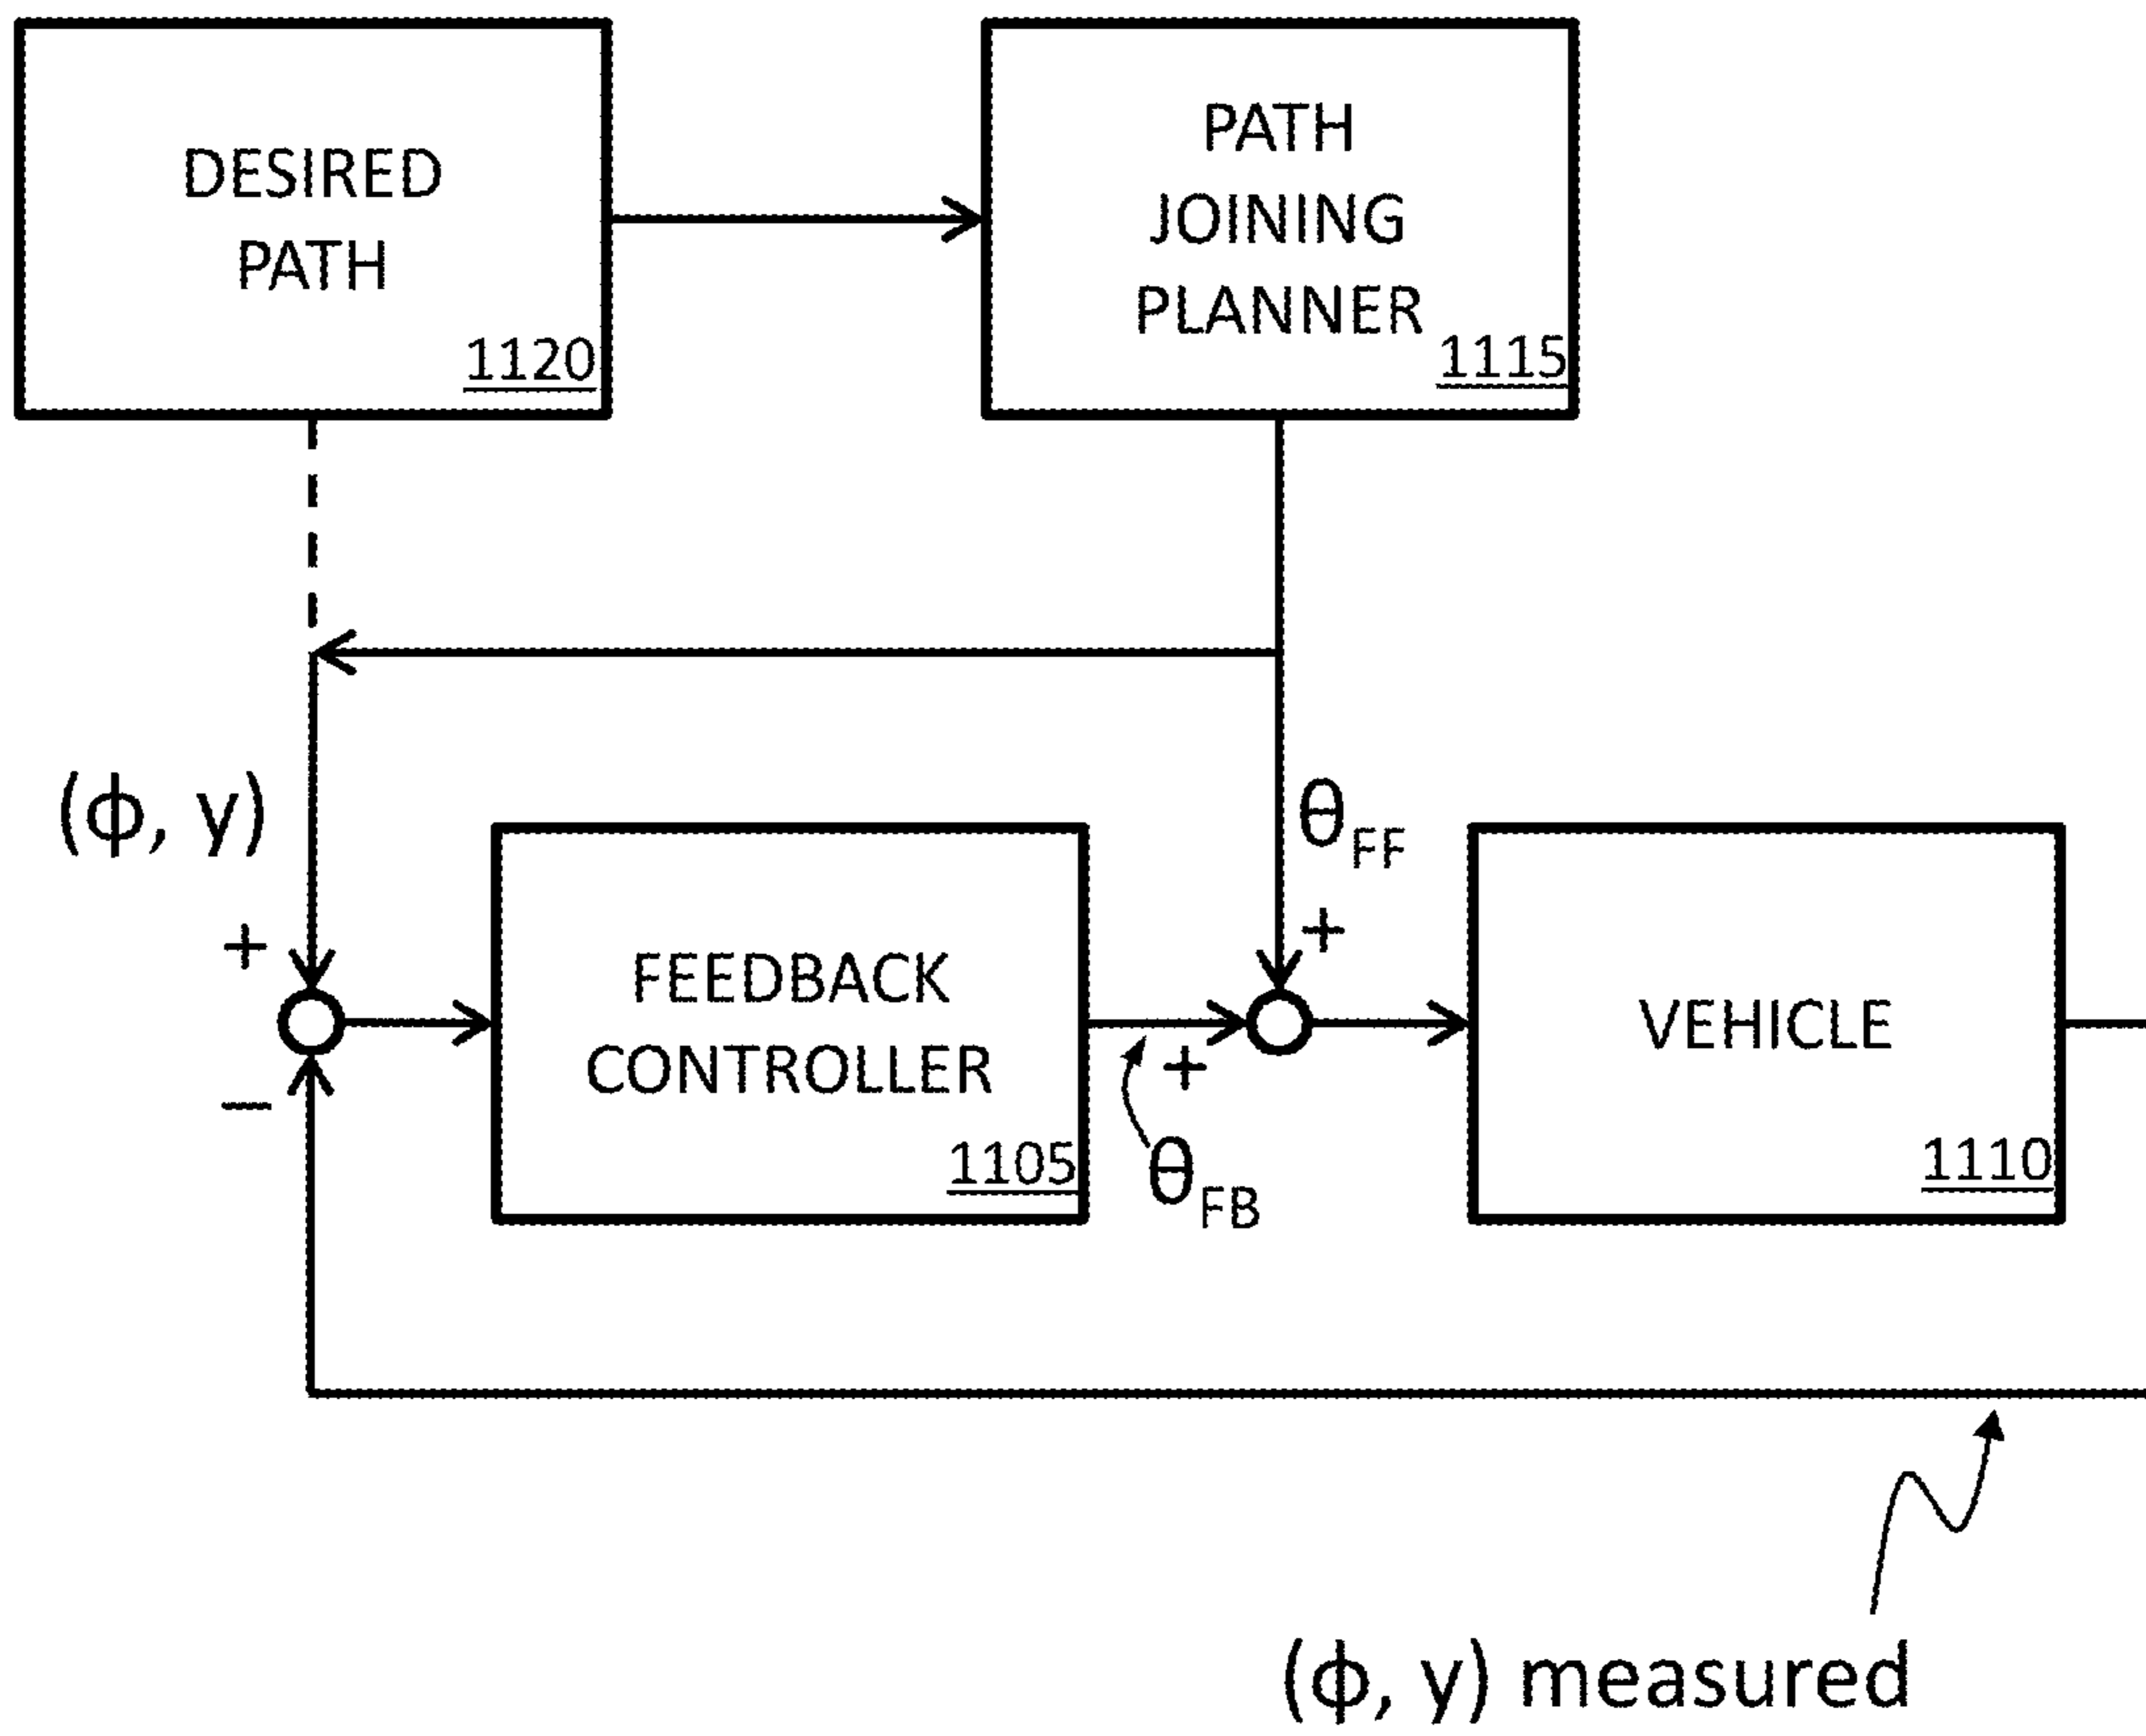 DESIRED
PATH
1120
PATH
JOINING
PLANNER
1115
(ϕ, y)
θFF
+
+
FEEDBACK
CONTROLLER
1105
+
θFB
VEHICLE
1110
−
(ϕ, y) measured